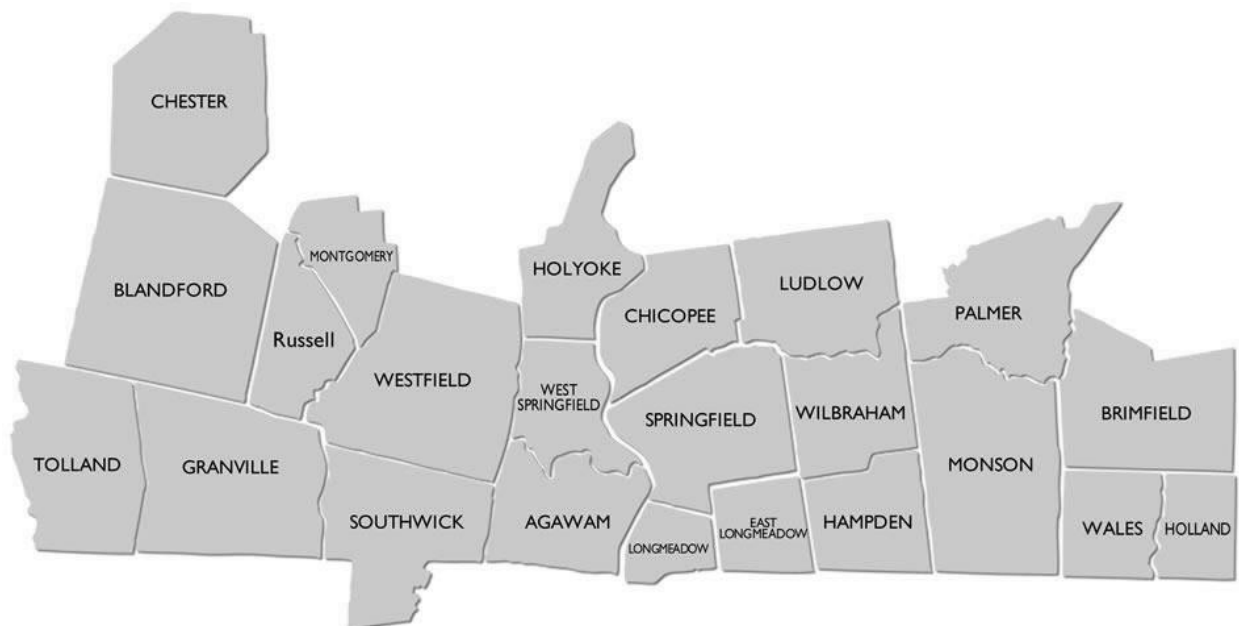 CHESTER
MONTGOMERY
HOLYOKE
LUDLOW
BLANDFORD
CHICOPEE
PALMER
Russell
WESTFIELD
WEST
SPRINGFIELD
SPRINGFIELD
WILBRAHAM
BRIMFIELD
TOLLAND
GRANVILLE
MONSON
SOUTHWICK
AGAWAM
EAST
LONGMEADOW
HAMPDEN
WALES
HOLLAND
LONGMEADOW